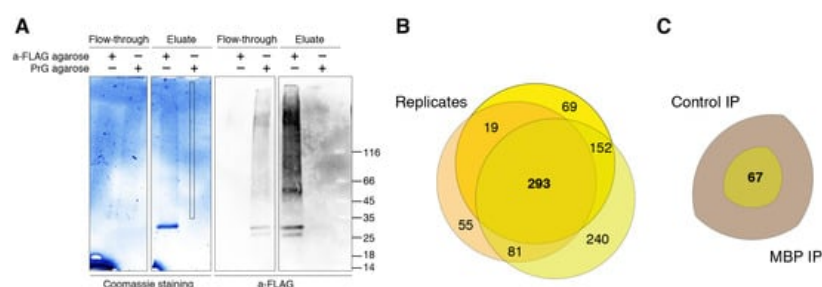 A
Flow-through Eluate Flow-through Eluate
a-FLAG agarose + − + − + − + −
PrG agarose − + − + − + − +
116
66
45
35
25
18
14
Coomassie staining a-FLAG
B
Replicates
69
19
152
293
55
240
81
C
Control IP
67
MBP IP